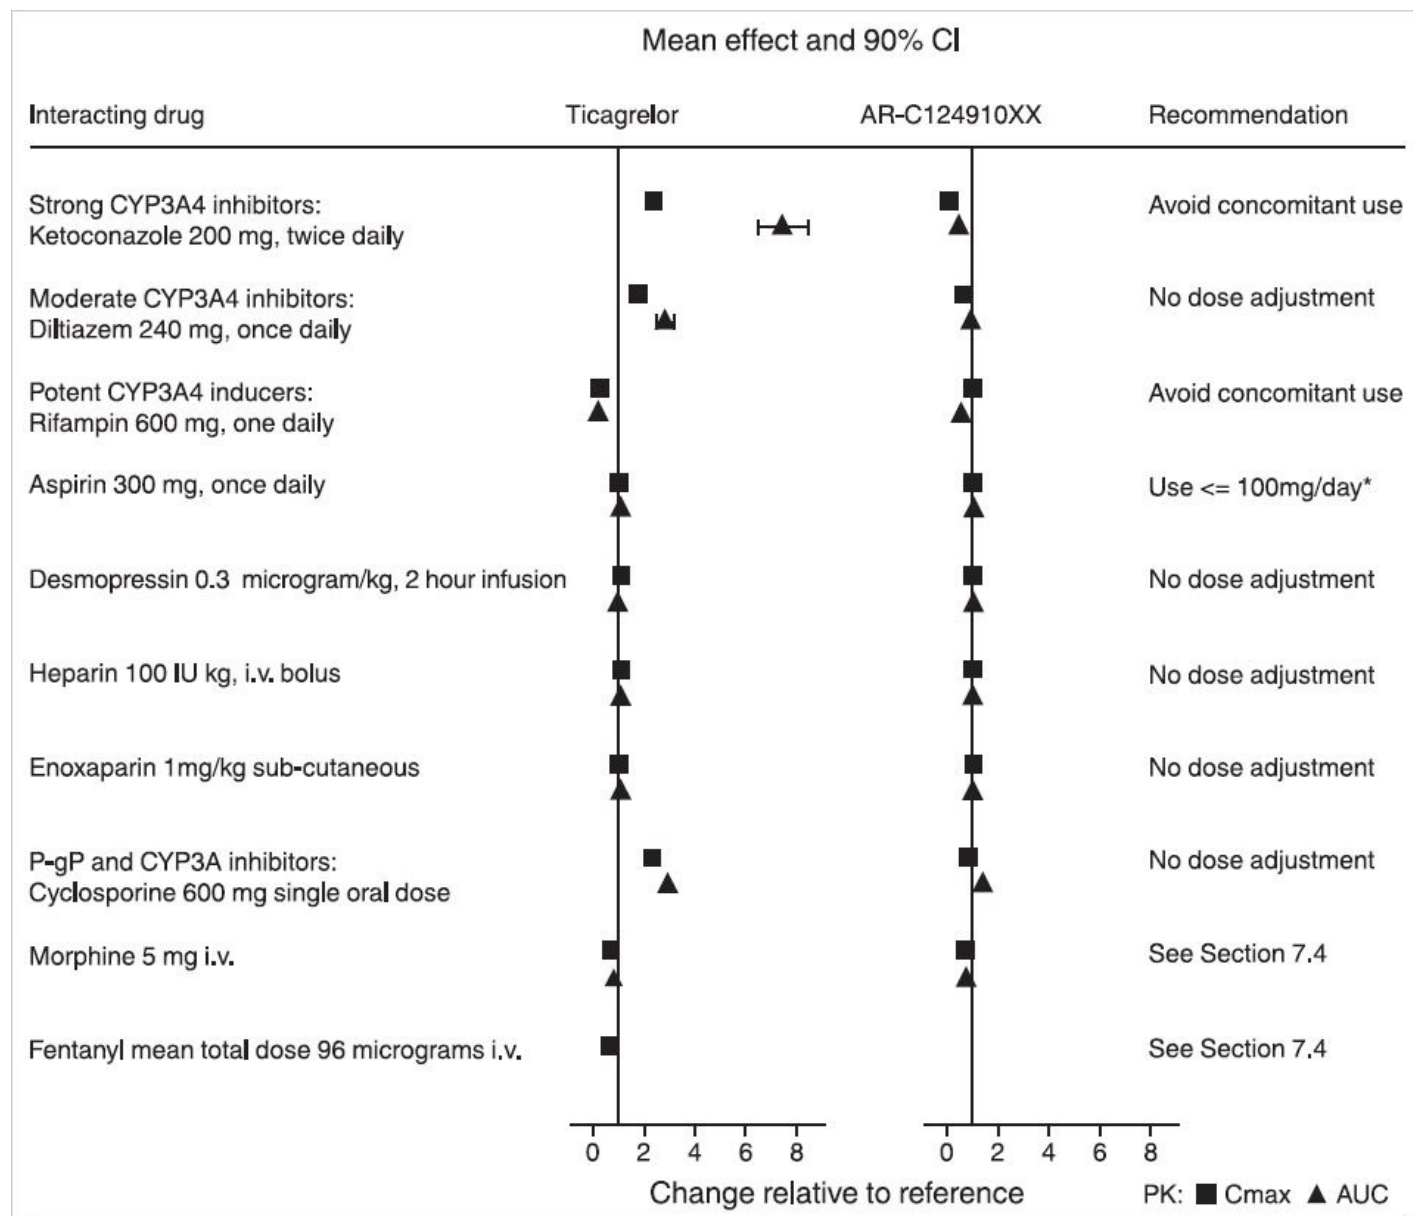 Mean effect and 90% CI
Interacting drug Ticagrelor AR-C124910XX Recommendation
Strong CYP3A4 inhibitors:
Ketoconazole 200 mg, twice daily
Avoid concomitant use
Moderate CYP3A4 inhibitors:
Diltiazem 240 mg, once daily
No dose adjustment
Potent CYP3A4 inducers:
Rifampin 600 mg, one daily
Avoid concomitant use
Aspirin 300 mg, once daily Use <= 100mg/day*
Desmopressin 0.3 microgram/kg, 2 hour infusion No dose adjustment
Heparin 100 IU kg, i.v. bolus No dose adjustment
Enoxaparin 1mg/kg sub-cutaneous No dose adjustment
P-gP and CYP3A inhibitors:
Cyclosporine 600 mg single oral dose
No dose adjustment
Morphine 5 mg i.v. See Section 7.4
Fentanyl mean total dose 96 micrograms i.v. See Section 7.4
0 2 4 6 8 0 2 4 6 8
Change relative to reference PK: ■ Cmax ▲ AUC